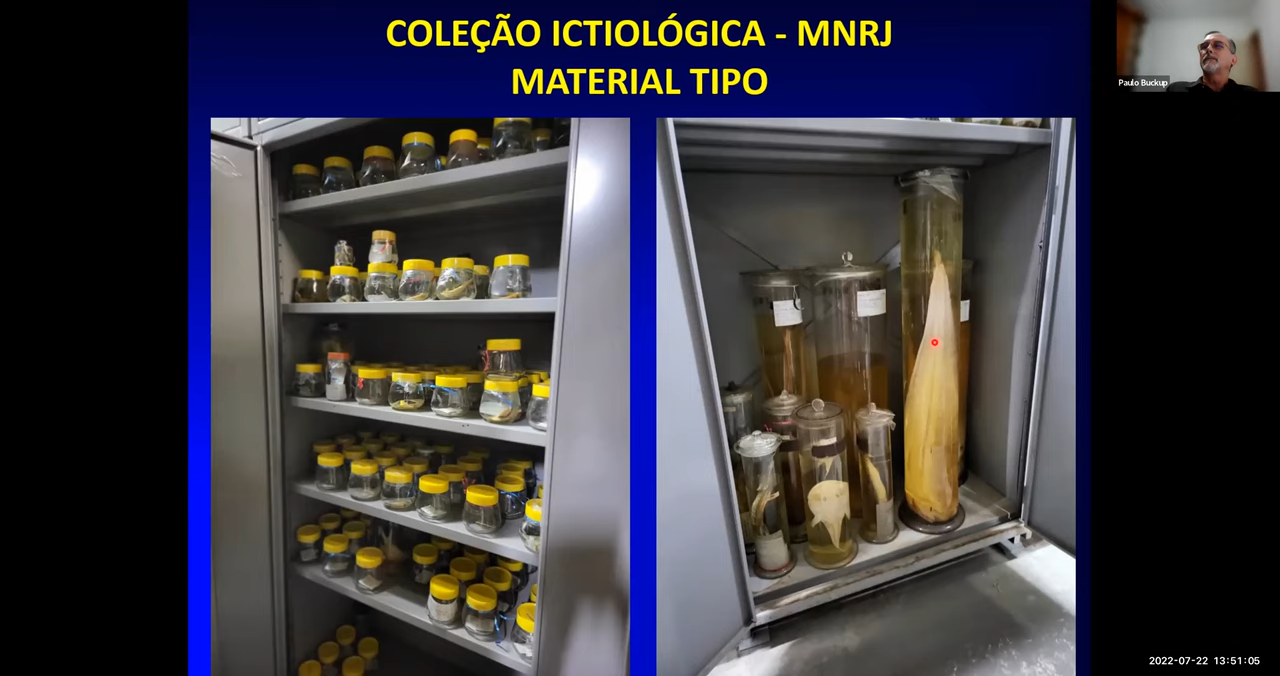 COLEÇÃO ICTIOLÓGICA - MNRJ
MATERIAL TIPO
Paulo Buckup
2022-07-22 13:51:05